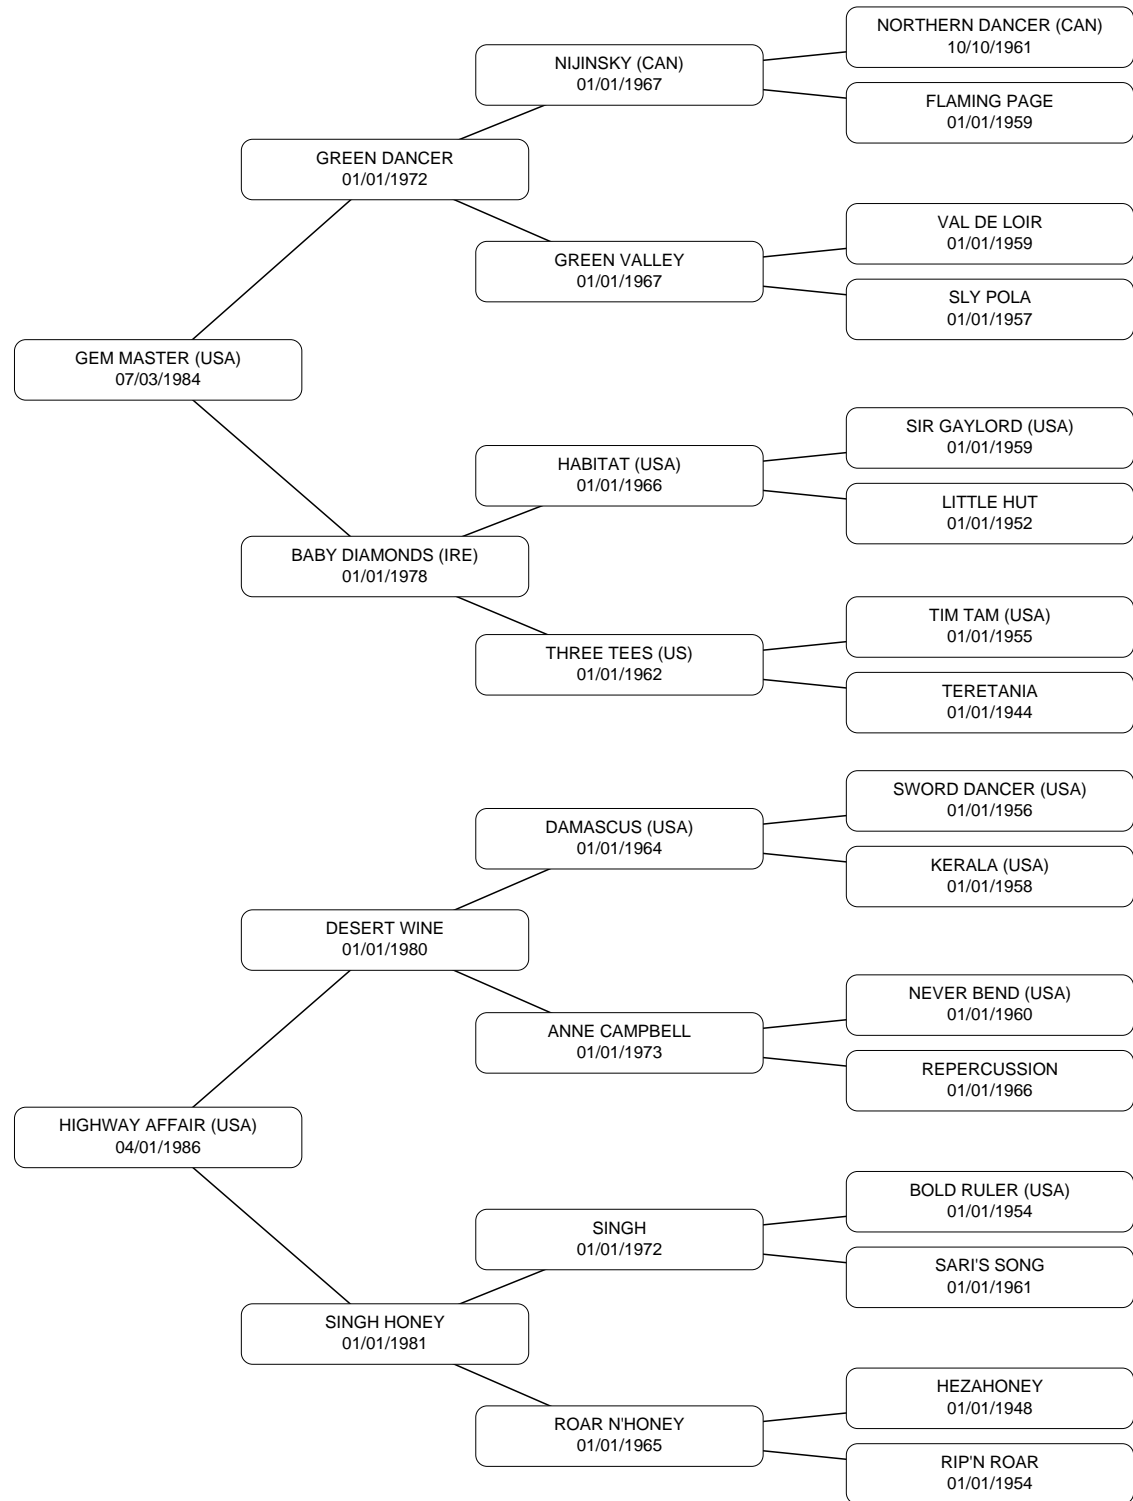 NORTHERN DANCER (CAN)
10/10/1961
NIJINSKY (CAN)
01/01/1967
FLAMING PAGE
01/01/1959
GREEN DANCER
01/01/1972
VAL DE LOIR
01/01/1959
GREEN VALLEY
01/01/1967
SLY POLA
01/01/1957
GEM MASTER (USA)
07/03/1984
SIR GAYLORD (USA)
01/01/1959
HABITAT (USA)
01/01/1966
LITTLE HUT
01/01/1952
BABY DIAMONDS (IRE)
01/01/1978
TIM TAM (USA)
01/01/1955
THREE TEES (US)
01/01/1962
TERETANIA
01/01/1944
SWORD DANCER (USA)
01/01/1956
DAMASCUS (USA)
01/01/1964
KERALA (USA)
01/01/1958
DESERT WINE
01/01/1980
NEVER BEND (USA)
01/01/1960
ANNE CAMPBELL
01/01/1973
REPERCUSSION
01/01/1966
HIGHWAY AFFAIR (USA)
04/01/1986
BOLD RULER (USA)
01/01/1954
SINGH
01/01/1972
SARI'S SONG
01/01/1961
SINGH HONEY
01/01/1981
HEZAHONEY
01/01/1948
ROAR N'HONEY
01/01/1965
RIP'N ROAR
01/01/1954